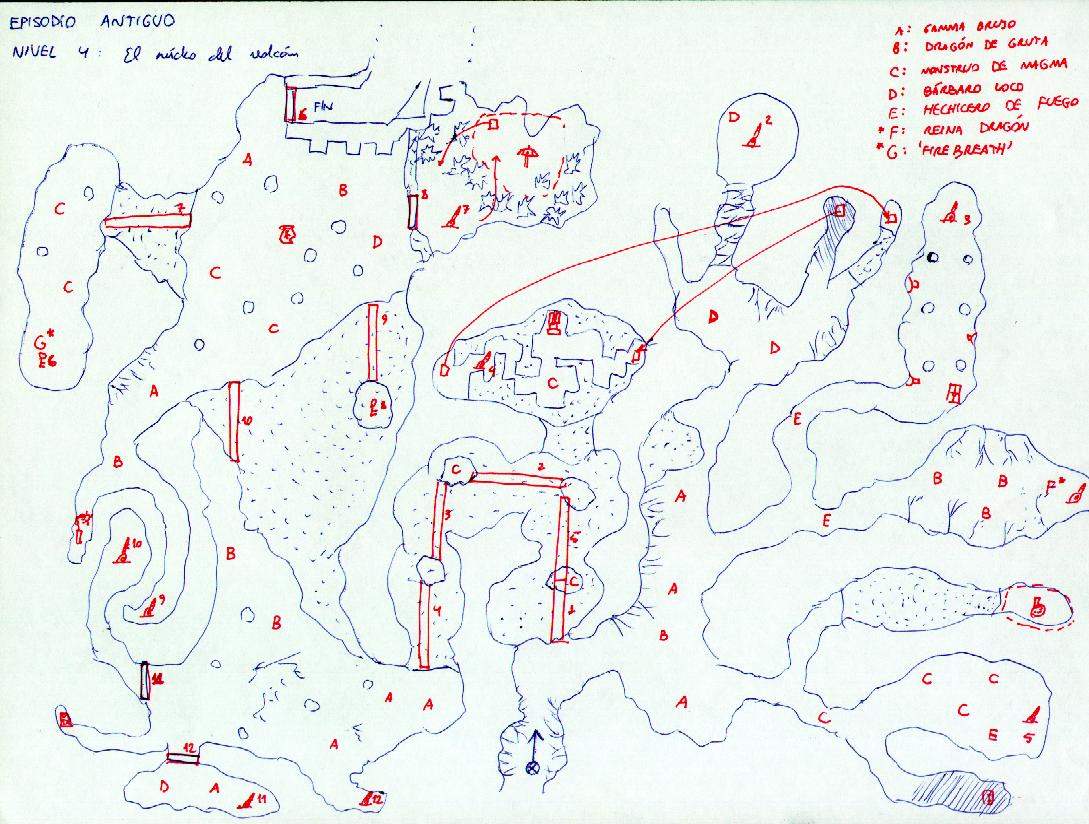 EPISODIO ANTIGUO
NIVEL 4: El núcleo del volcán
A: GAMMA BRUJO
B: DRAGÓN DE GRUTA
C: MONSTRUO DE MAGMA
D: BÁRBARO LOCO
E: HECHICERO DE FUEGO
*F: REINA DRAGÓN
*G: 'FIRE BREATH'
FIN
6
A
B
8
7
D
2
C
7
D
3
C
C
9
D
D
C
G*
6
A
10
8
4
C
E
B
C
2
A
B
B
F*
B
E
3
5
10
B
C
A
9
4
1
B
B
11
A
A
A
C
C
C
C
E
5
A
12
D
A
11
12